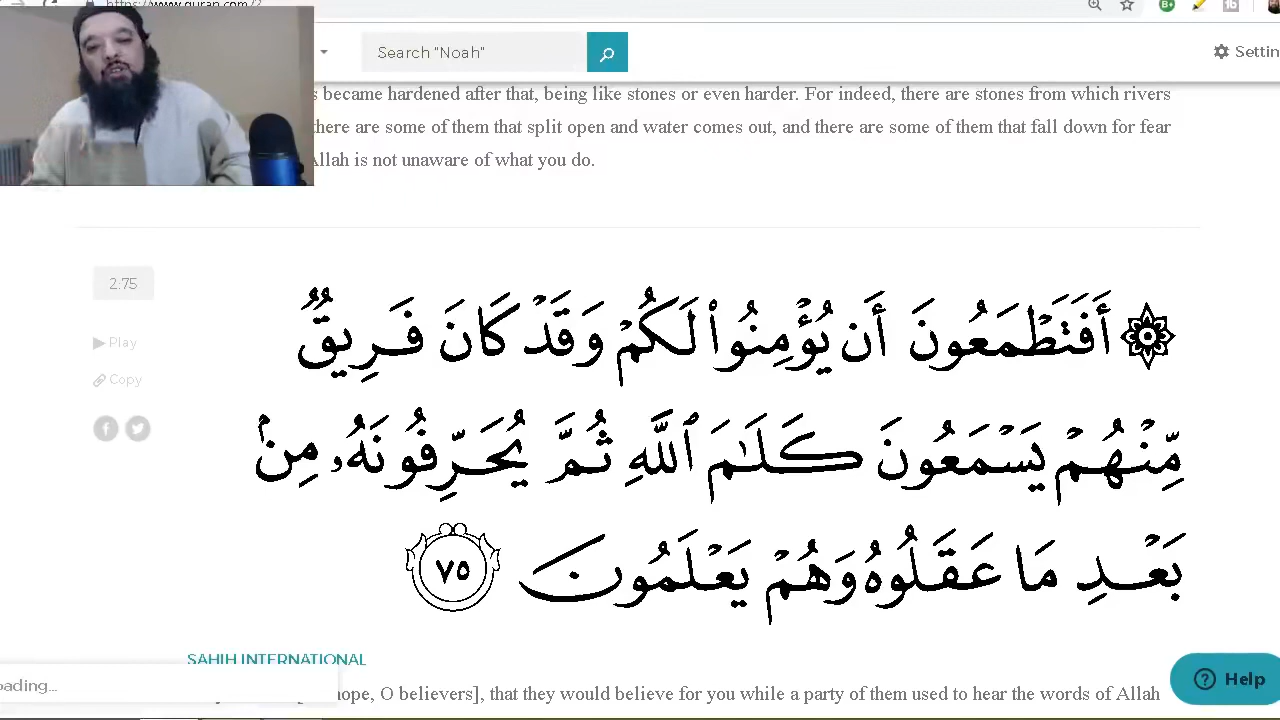 https://www.quran.com/2
Search "Noah"
Settin
s became hardened after that, being like stones or even harder. For indeed, there are stones from which rivers
there are some of them that split open and water comes out, and there are some of them that fall down for fear
Allah is not unaware of what you do.
2:75
۞ أَفَتَطْمَعُونَ أَن يُؤْمِنُوا۟ لَكُمْ وَقَدْ كَانَ فَرِيقٌ
Play
Copy
مِّنْهُمْ يَسْمَعُونَ كَلَـٰمَ ٱللَّهِ ثُمَّ يُحَرِّفُونَهُۥ مِنۢ
بَعْدِ مَا عَقَلُوهُ وَهُمْ يَعْلَمُونَ ٧٥
SAHIH INTERNATIONAL
hope, O believers], that they would believe for you while a party of them used to hear the words of Allah
oading...
Help